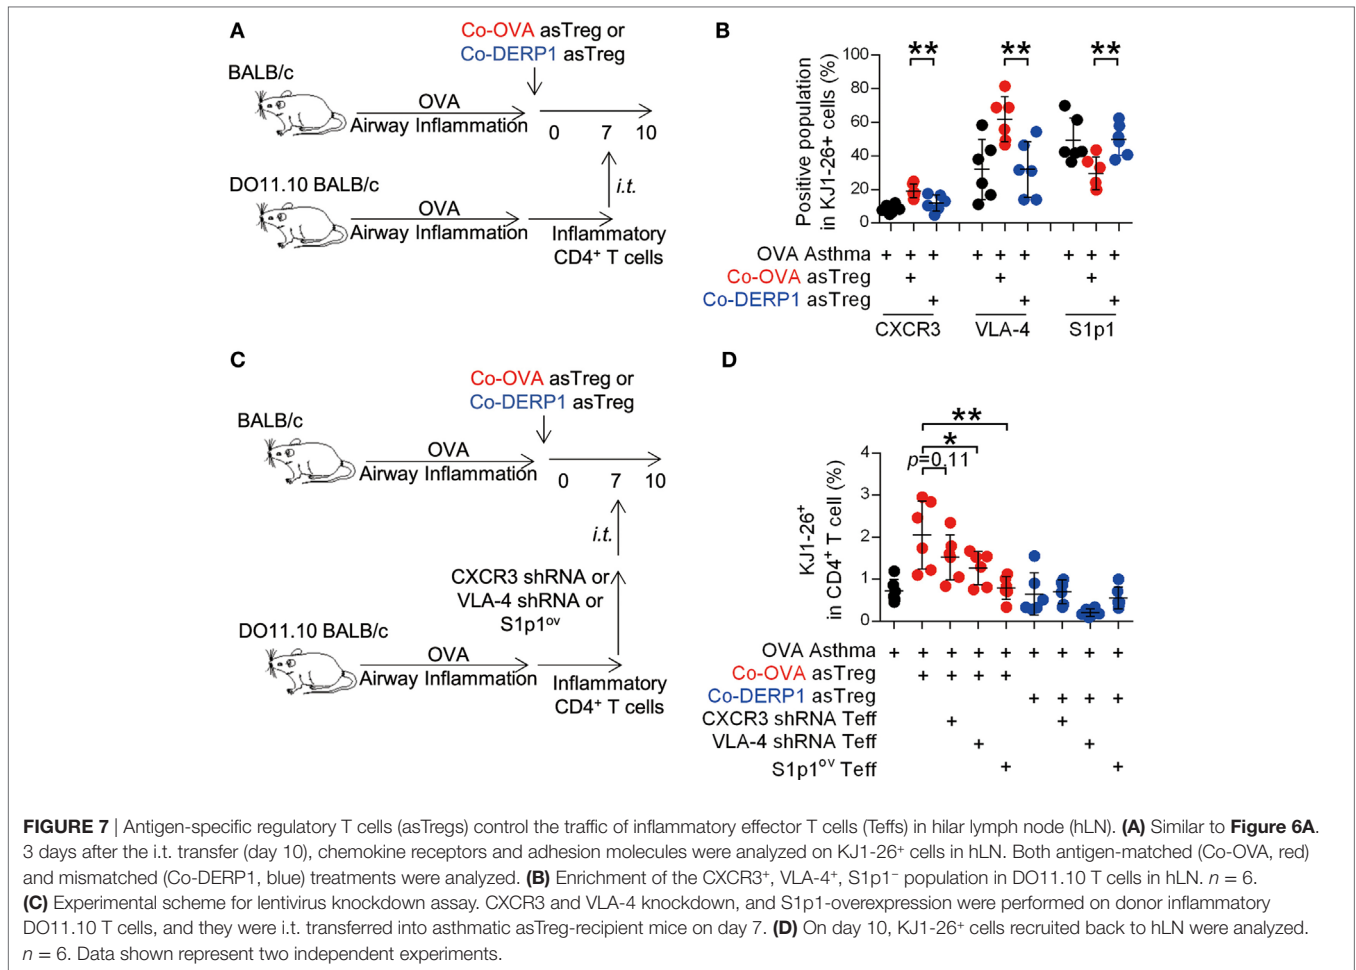 A
Co-OVA asTreg or
Co-DERP1 asTreg
BALB/c
OVA
Airway Inflammation
0 7 10
i.t.
DO11.10 BALB/c
OVA
Airway Inflammation
Inflammatory
CD4⁺ T cells
B
Positive population
in KJ1-26+ cells (%)
100
80
60
40
20
0
** ** **
OVA Asthma + + + + + + + + +
Co-OVA asTreg + + +
Co-DERP1 asTreg + + +
CXCR3 VLA-4 S1p1
C
Co-OVA asTreg or
Co-DERP1 asTreg
BALB/c
OVA
Airway Inflammation
0 7 10
i.t.
CXCR3 shRNA or
VLA-4 shRNA or
S1p1ᵒᵛ
DO11.10 BALB/c
OVA
Airway Inflammation
Inflammatory
CD4⁺ T cells
D
KJ1-26⁺
in CD4⁺ T cell (%)
4
3
2
1
0
**
*
p=0.11
OVA Asthma + + + + + + + + +
Co-OVA asTreg + + + +
Co-DERP1 asTreg + + + +
CXCR3 shRNA Teff + +
VLA-4 shRNA Teff + +
S1p1ᵒᵛ Teff + +
FIGURE 7 | Antigen-specific regulatory T cells (asTregs) control the traffic of inflammatory effector T cells (Teffs) in hilar lymph node (hLN). (A) Similar to Figure 6A.
3 days after the i.t. transfer (day 10), chemokine receptors and adhesion molecules were analyzed on KJ1-26⁺ cells in hLN. Both antigen-matched (Co-OVA, red)
and mismatched (Co-DERP1, blue) treatments were analyzed. (B) Enrichment of the CXCR3⁺, VLA-4⁺, S1p1⁻ population in DO11.10 T cells in hLN. n = 6.
(C) Experimental scheme for lentivirus knockdown assay. CXCR3 and VLA-4 knockdown, and S1p1-overexpression were performed on donor inflammatory
DO11.10 T cells, and they were i.t. transferred into asthmatic asTreg-recipient mice on day 7. (D) On day 10, KJ1-26⁺ cells recruited back to hLN were analyzed.
n = 6. Data shown represent two independent experiments.